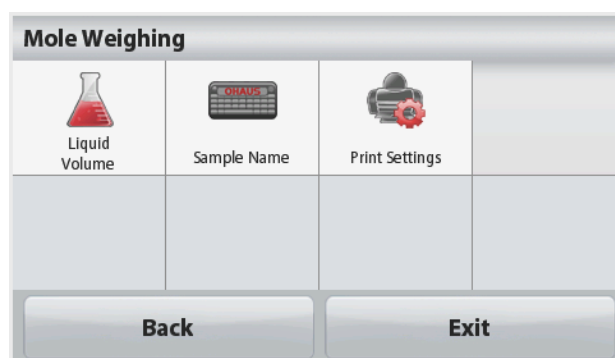 Mole Weighing
OHAUS
Liquid
Volume
Sample Name
Print Settings
Back
Exit